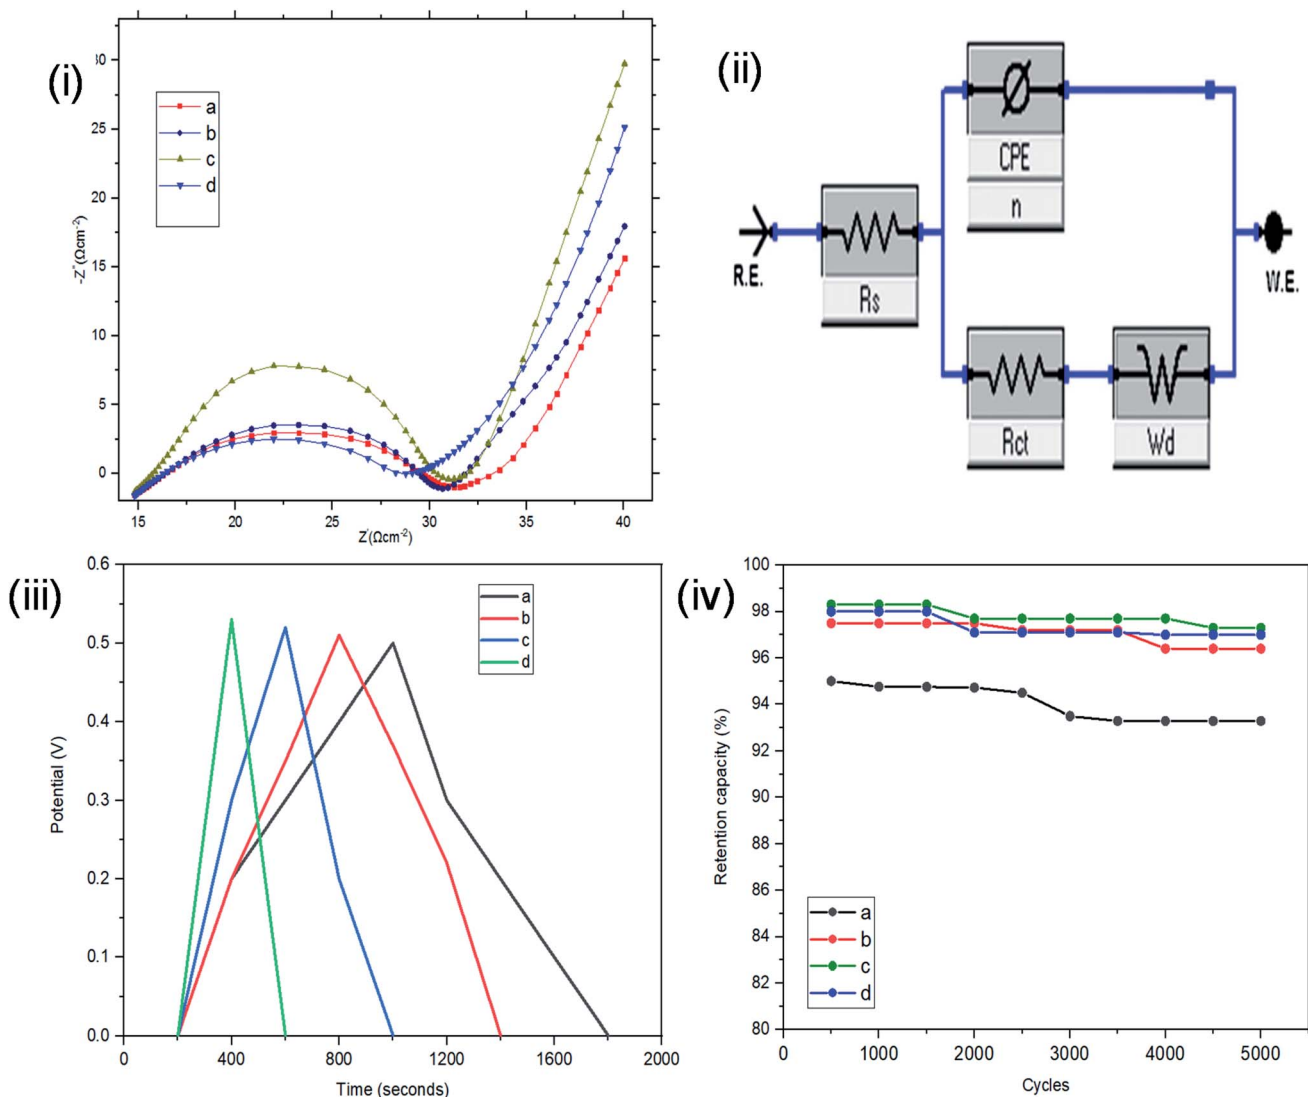 (i)
30
25
20
15
10
5
0
-Z"(Ωcm-2)
a
b
c
d
15 20 25 30 35 40
Z'(Ωcm-2)
(ii)
CPE
n
R.E.
Rs
W.E.
Rct
Wd
(iii)
0.6
0.5
0.4
0.3
0.2
0.1
0.0
Potential (V)
a
b
c
d
0 400 800 1200 1600 2000
Time (seconds)
(iv)
100
98
96
94
92
90
88
86
84
82
80
Retention capacity (%)
a
b
c
d
0 1000 2000 3000 4000 5000
Cycles